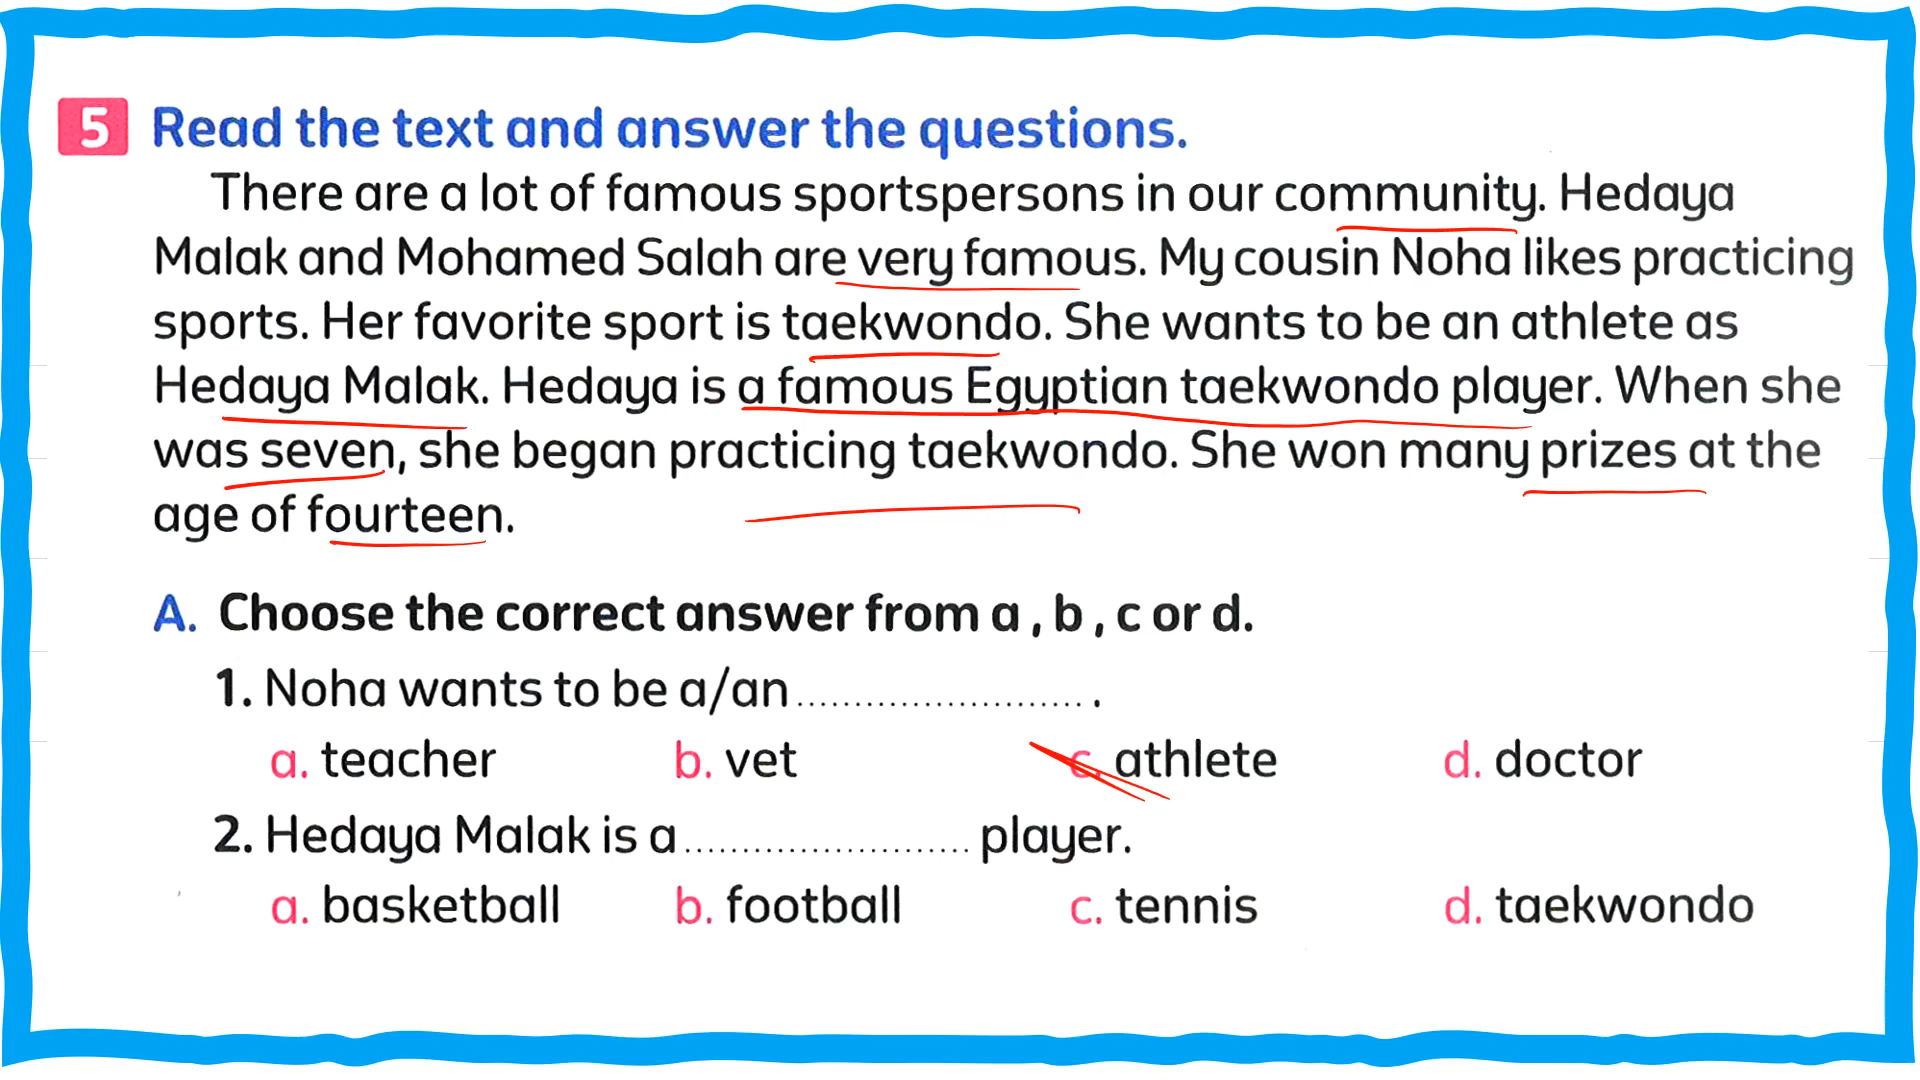 5 Read the text and answer the questions.
There are a lot of famous sportspersons in our community. Hedaya
Malak and Mohamed Salah are very famous. My cousin Noha likes practicing
sports. Her favorite sport is taekwondo. She wants to be an athlete as
Hedaya Malak. Hedaya is a famous Egyptian taekwondo player. When she
was seven, she began practicing taekwondo. She won many prizes at the
age of fourteen.
A. Choose the correct answer from a , b , c or d.
1. Noha wants to be a/an ........................ .
a. teacher b. vet c. athlete d. doctor
2. Hedaya Malak is a ........................ player.
a. basketball b. football c. tennis d. taekwondo